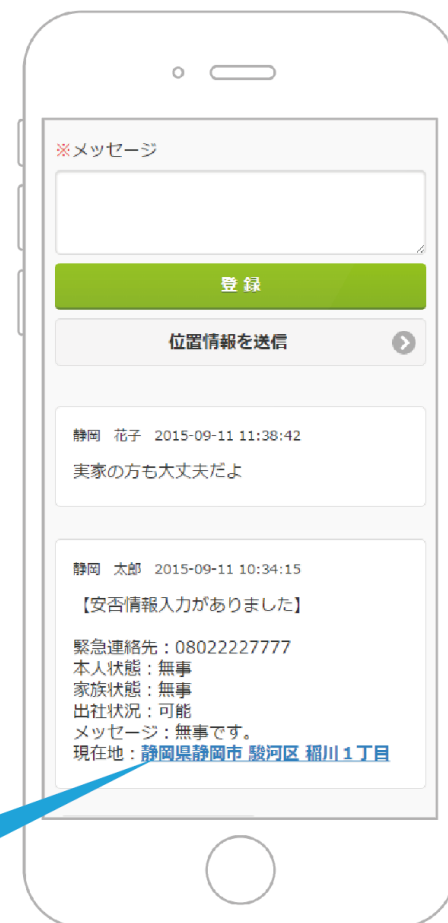 ※メッセージ
登録
位置情報を送信
静岡　花子　2015-09-11 11:38:42
実家の方も大丈夫だよ
静岡　太郎　2015-09-11 10:34:15
【安否情報入力がありました】
緊急連絡先：08022227777
本人状態：無事
家族状態：無事
出社状況：可能
メッセージ：無事です。
現在地：静岡県静岡市 駿河区 稲川１丁目